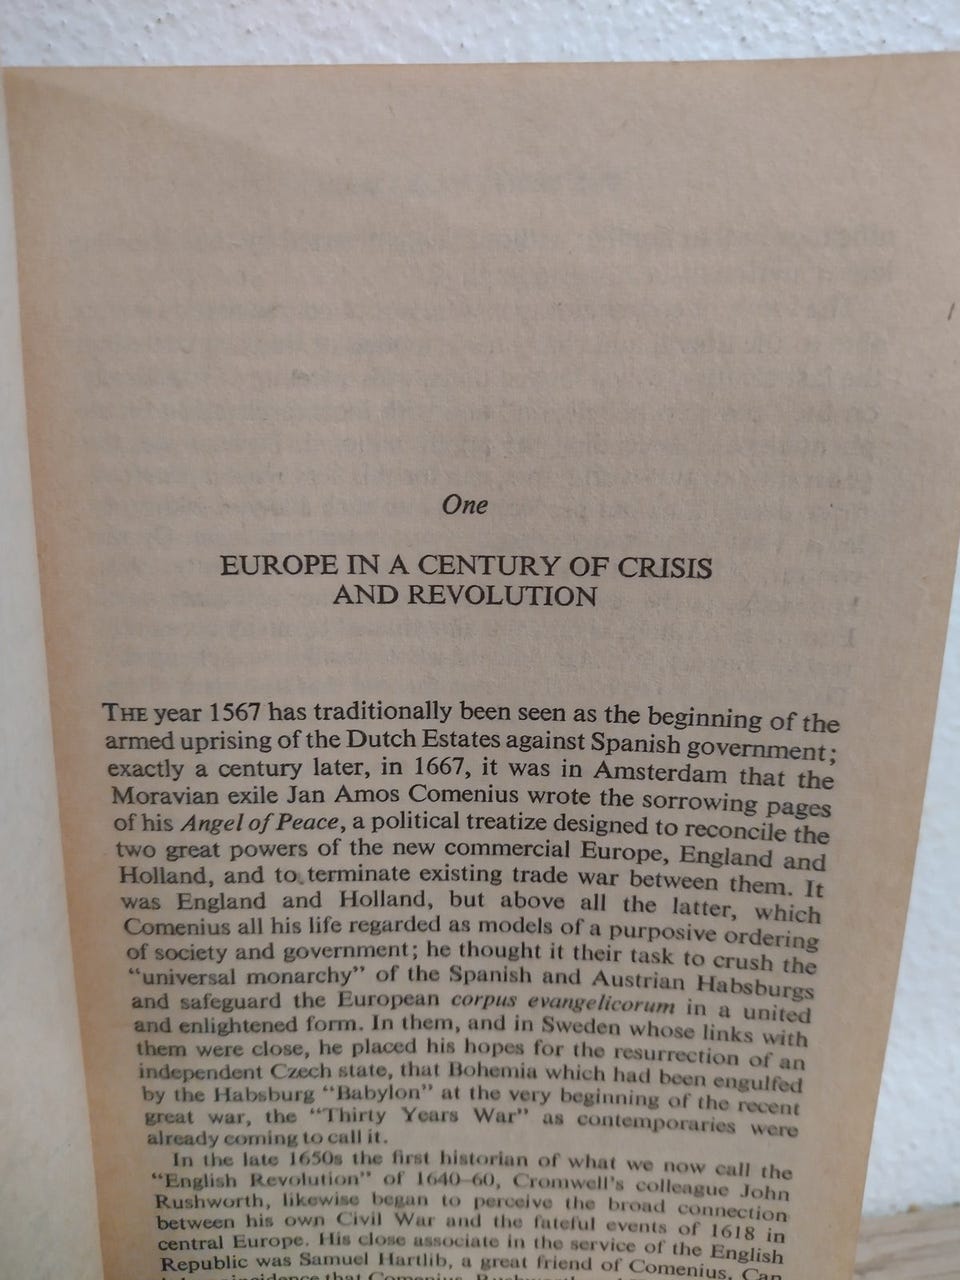 One
EUROPE IN A CENTURY OF CRISIS
AND REVOLUTION
THE year 1567 has traditionally been seen as the beginning of the
armed uprising of the Dutch Estates against Spanish government;
exactly a century later, in 1667, it was in Amsterdam that the
Moravian exile Jan Amos Comenius wrote the sorrowing pages
of his Angel of Peace, a political treatize designed to reconcile the
two great powers of the new commercial Europe, England and
Holland, and to terminate existing trade war between them. It
was England and Holland, but above all the latter, which
Comenius all his life regarded as models of a purposive ordering
of society and government; he thought it their task to crush the
“universal monarchy” of the Spanish and Austrian Habsburgs
and safeguard the European corpus evangelicorum in a united
and enlightened form. In them, and in Sweden whose links with
them were close, he placed his hopes for the resurrection of an
independent Czech state, that Bohemia which had been engulfed
by the Habsburg “Babylon” at the very beginning of the recent
great war, the “Thirty Years War” as contemporaries were
already coming to call it.
In the late 1650s the first historian of what we now call the
“English Revolution” of 1640–60, Cromwell's colleague John
Rushworth, likewise began to perceive the broad connection
between his own Civil War and the fateful events of 1618 in
central Europe. His close associate in the service of the English
Republic was Samuel Hartlib, a great friend of Comenius. Can
coincidence that Comenius, Rushworth